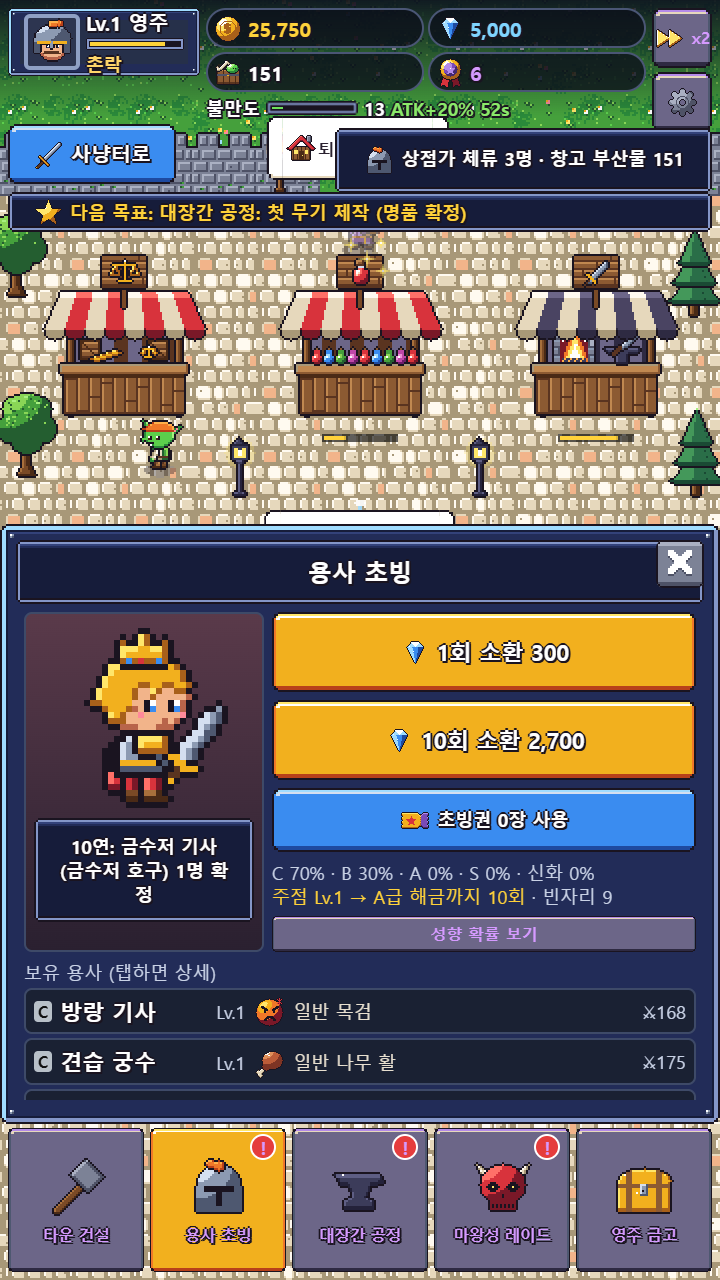 Lv.1 영주
촌락
25,750
5,000
151
6
x2
불만도 13 ATK+20% 52s
사냥터로
퇴
상점가 체류 3명 · 창고 부산물 151
다음 목표: 대장간 공정: 첫 무기 제작 (명품 확정)
용사 초빙
1회 소환 300
10회 소환 2,700
초빙권 0장 사용
10연: 금수저 기사
(금수저 호구) 1명 확
정
C 70% · B 30% · A 0% · S 0% · 신화 0%
주점 Lv.1 → A급 해금까지 10회 · 빈자리 9
성향 확률 보기
보유 용사 (탭하면 상세)
C 방랑 기사 Lv.1 일반 목검 ⚔168
C 견습 궁수 Lv.1 일반 나무 활 ⚔175
타운 건설
용사 초빙
대장간 공정
마왕성 레이드
영주 금고